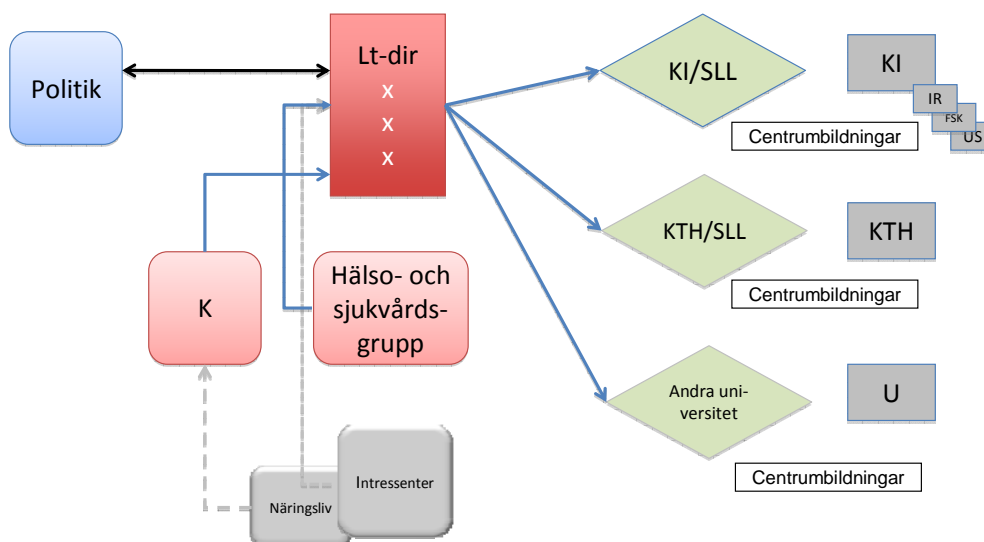 Politik
Lt-dir
x
x
x
KI/SLL
KI
IR
FSK
US
Centrumbildningar
KTH/SLL
KTH
Centrumbildningar
K
Hälso- och
sjukvårds-
grupp
Andra uni-
versitet
U
Centrumbildningar
Intressenter
Näringsliv